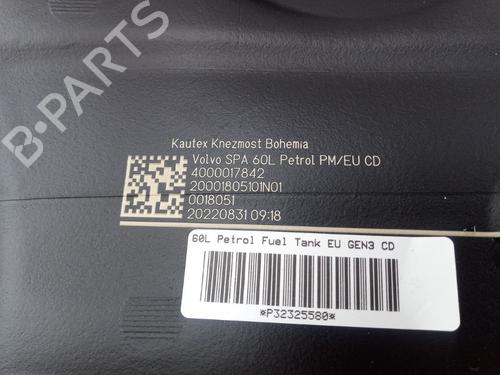 Kautex Knezmost Bohemia
Volvo SPA 60L Petrol PM/EU CD
4000017842
20001805101N01
0018051
20220831 09:18
60L Petrol Fuel Tank EU GEN3 CD
*P32325580*